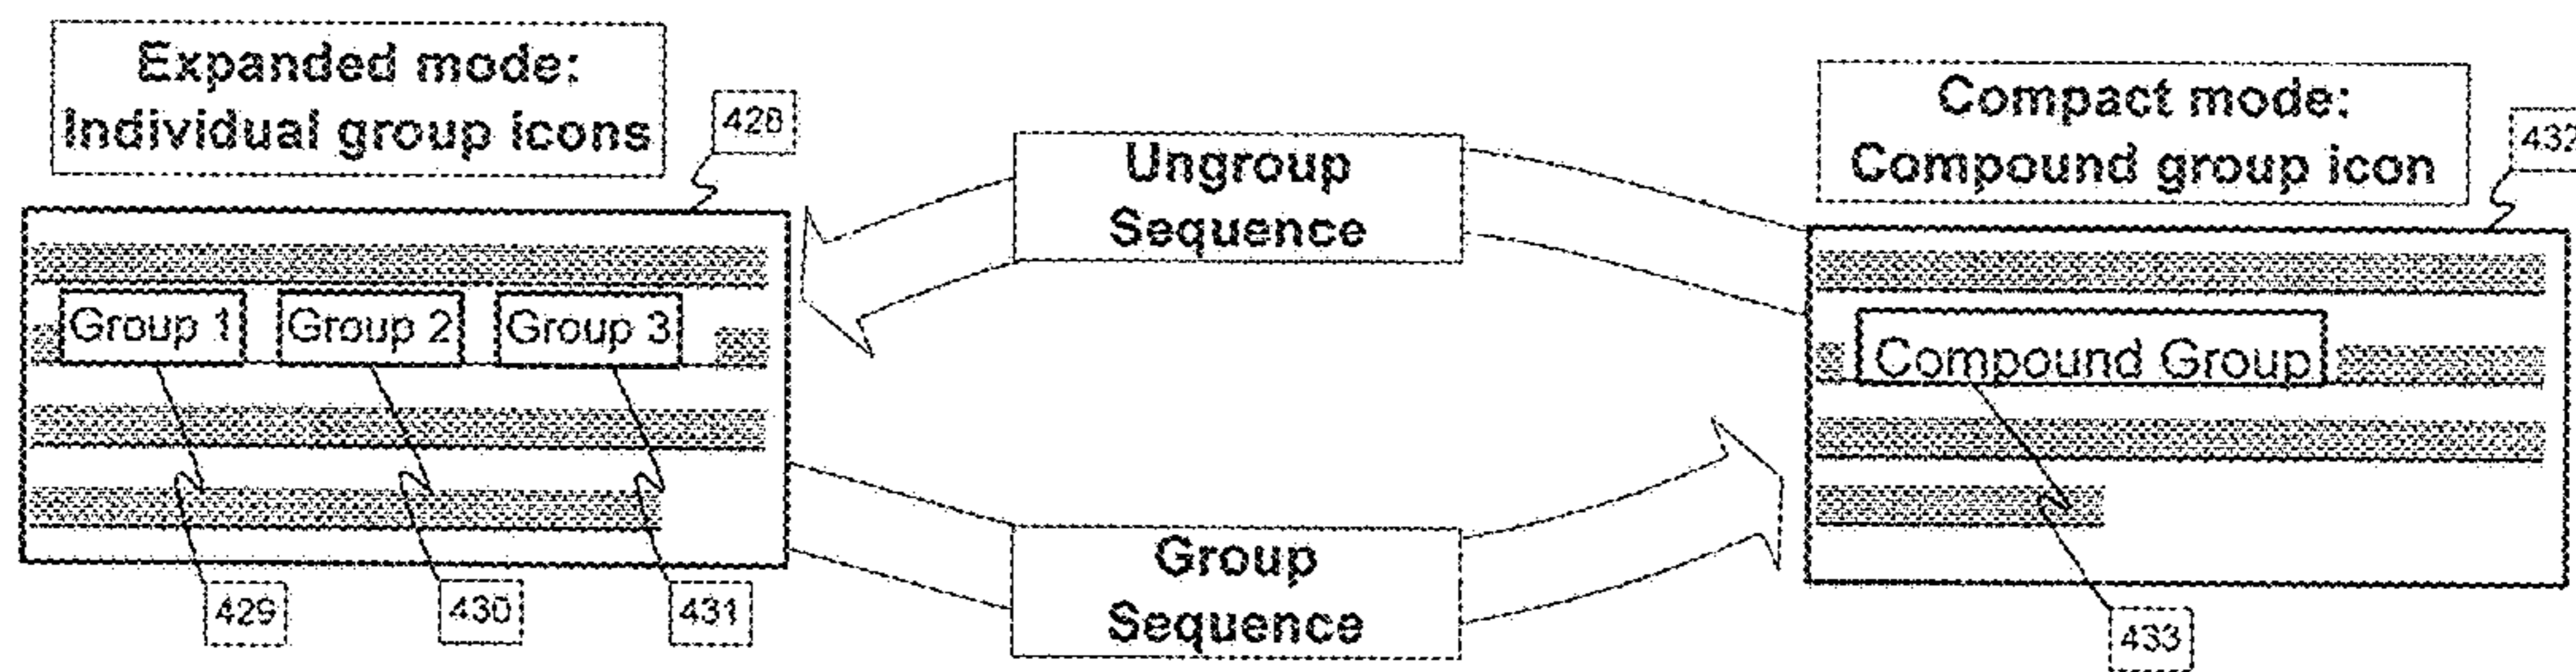 Expanded mode:
Individual group icons
428
Ungroup
Sequence
Compact mode:
Compound group icon
432
Group 1
Group 2
Group 3
Compound Group
Group
Sequence
429
430
431
433